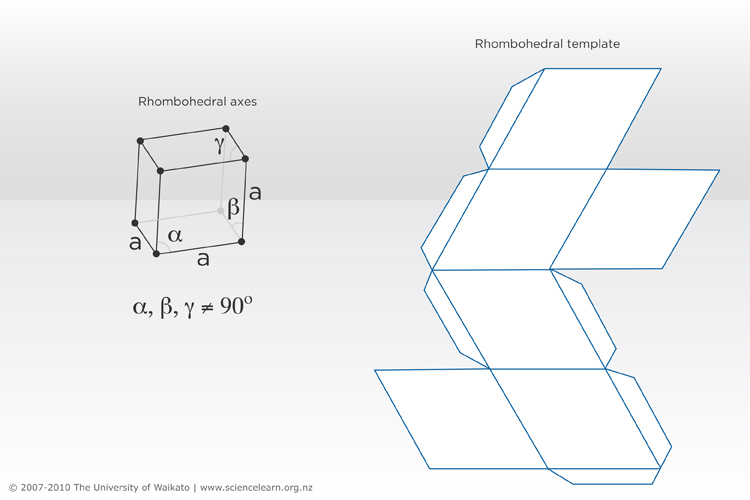 Rhombohedral template
Rhombohedral axes
γ
a
β
α
a
a
α, β, γ ≠ 90º
© 2007-2010 The University of Waikato | www.sciencelearn.org.nz